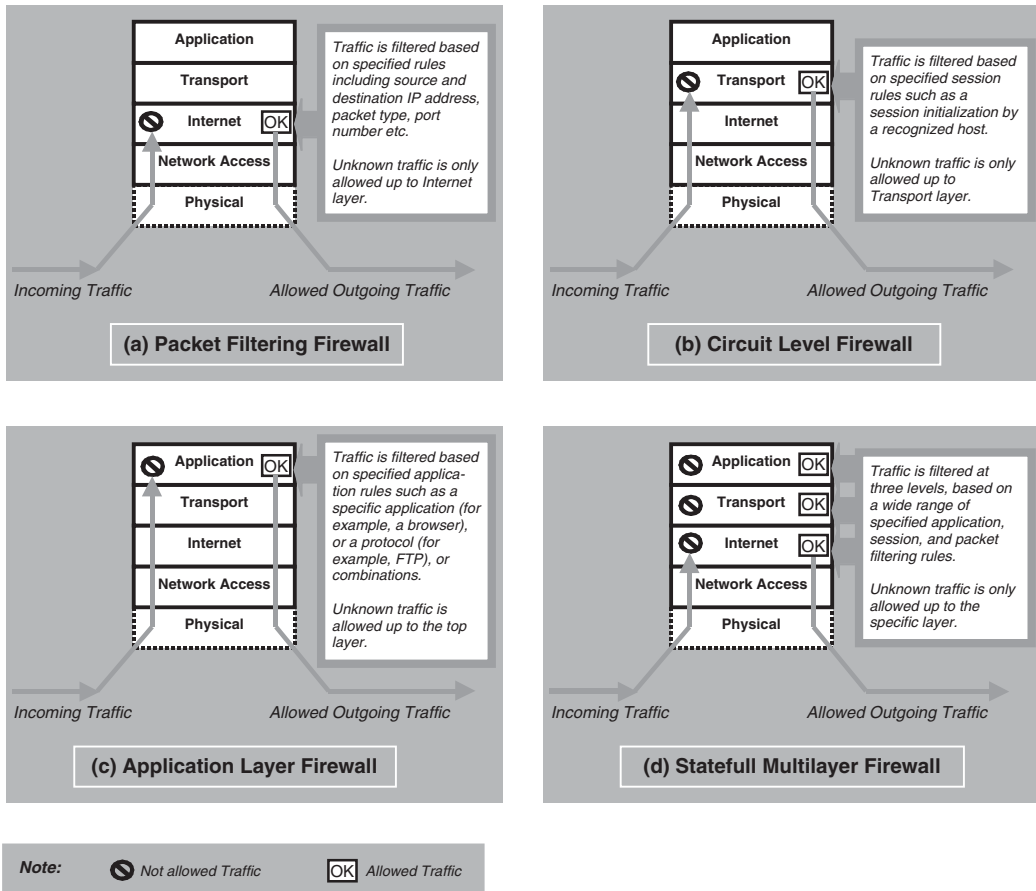 Application
Transport
Internet
OK
Network Access
Physical
Traffic is filtered based
on specified rules
including source and
destination IP address,
packet type, port
number etc.
Unknown traffic is only
allowed up to Internet
layer.
Incoming Traffic
Allowed Outgoing Traffic
(a) Packet Filtering Firewall
Application
Transport
OK
Internet
Network Access
Physical
Traffic is filtered based
on specified session
rules such as a
session initialization by
a recognized host.
Unknown traffic is only
allowed up to
Transport layer.
Incoming Traffic
Allowed Outgoing Traffic
(b) Circuit Level Firewall
Application
OK
Transport
Internet
Network Access
Physical
Traffic is filtered based
on specified applica-
tion rules such as a
specific application (for
example, a browser),
or a protocol (for
example, FTP), or
combinations.
Unknown traffic is
allowed up to the top
layer.
Incoming Traffic
Allowed Outgoing Traffic
(c) Application Layer Firewall
Application
OK
Transport
OK
Internet
OK
Network Access
Physical
Traffic is filtered at
three levels, based on
a wide range of
specified application,
session, and packet
filtering rules.
Unknown traffic is only
allowed up to the
specific layer.
Incoming Traffic
Allowed Outgoing Traffic
(d) Statefull Multilayer Firewall
Note:
Not allowed Traffic
OK
Allowed Traffic